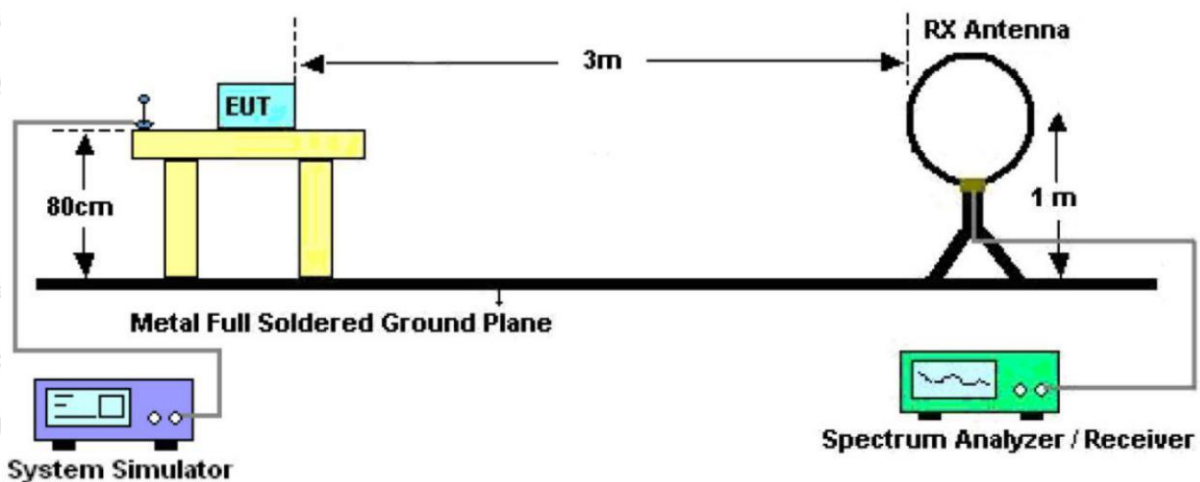 RX Antenna
3m
EUT
80cm
1 m
Metal Full Soldered Ground Plane
System Simulator
Spectrum Analyzer / Receiver